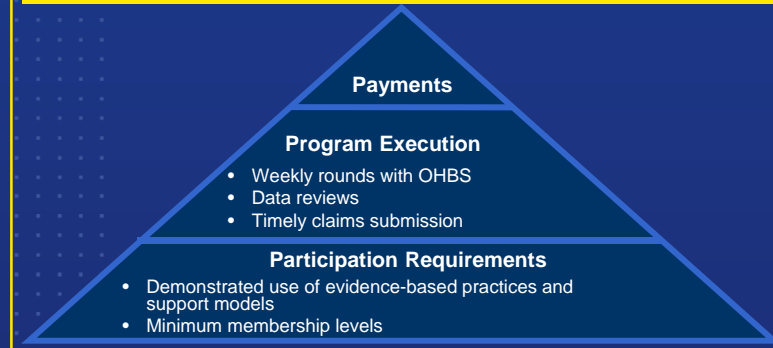 Payments
Program Execution
• Weekly rounds with OHBS
• Data reviews
• Timely claims submission
Participation Requirements
• Demonstrated use of evidence-based practices and
support models
• Minimum membership levels